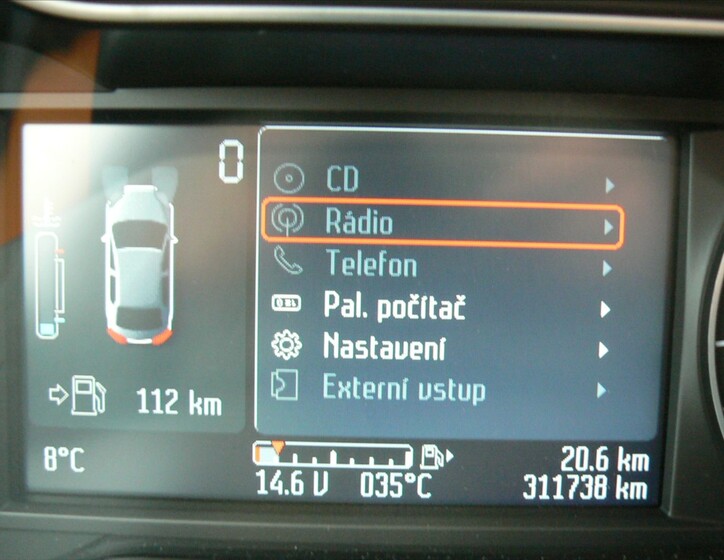 0
CD
Rádio
Telefon
Pal. počítač
Nastavení
Externí vstup
112 km
8°C
14.6 V 035°C
20.6 km
311738 km